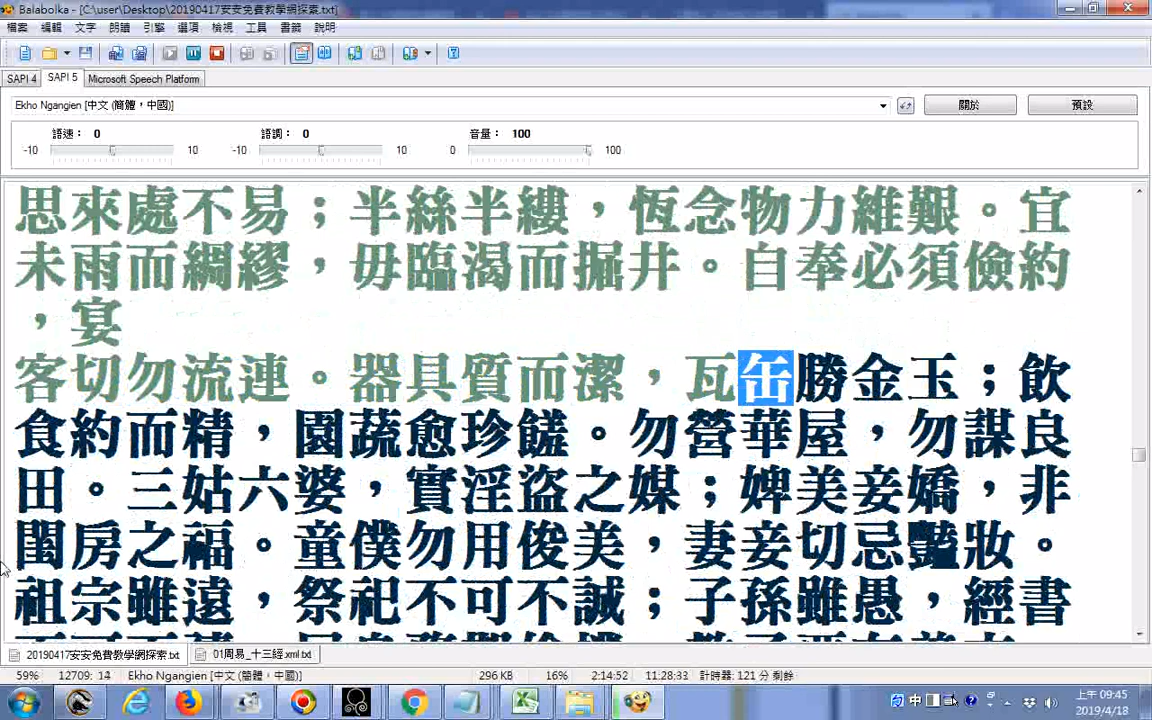 Balabolka - [C:\user\Desktop\20190417安安免費教學網探索.txt]
檔案 編輯 文字 朗讀 引擎 選項 檢視 工具 書籤 說明
SAPI 4 SAPI 5 Microsoft Speech Platform
Ekho Ngangien [中文 (簡體，中國)] 關於 預設
語速： 0 語調： 0 音量： 100
-10 10 -10 10 0 100
思來處不易；半絲半縷，恆念物力維艱。宜
未雨而綢繆，毋臨渴而掘井。自奉必須儉約
，宴
客切勿流連。器具質而潔，瓦缶勝金玉；飲
食約而精，園蔬愈珍饈。勿營華屋，勿謀良
田。三姑六婆，實淫盜之媒；婢美妾嬌，非
閨房之福。童僕勿用俊美，妻妾切忌豔妝。
祖宗雖遠，祭祀不可不誠；子孫雖愚，經書
20190417安安免費教學網探索.txt 01周易_十三經.xml.txt
59% 12709: 14 Ekho Ngangien [中文 (簡體，中國)] 296 KB 16% 2:14:52 11:28:33 計時器: 121 分 剩餘
中 上午 09:45
2019/4/18